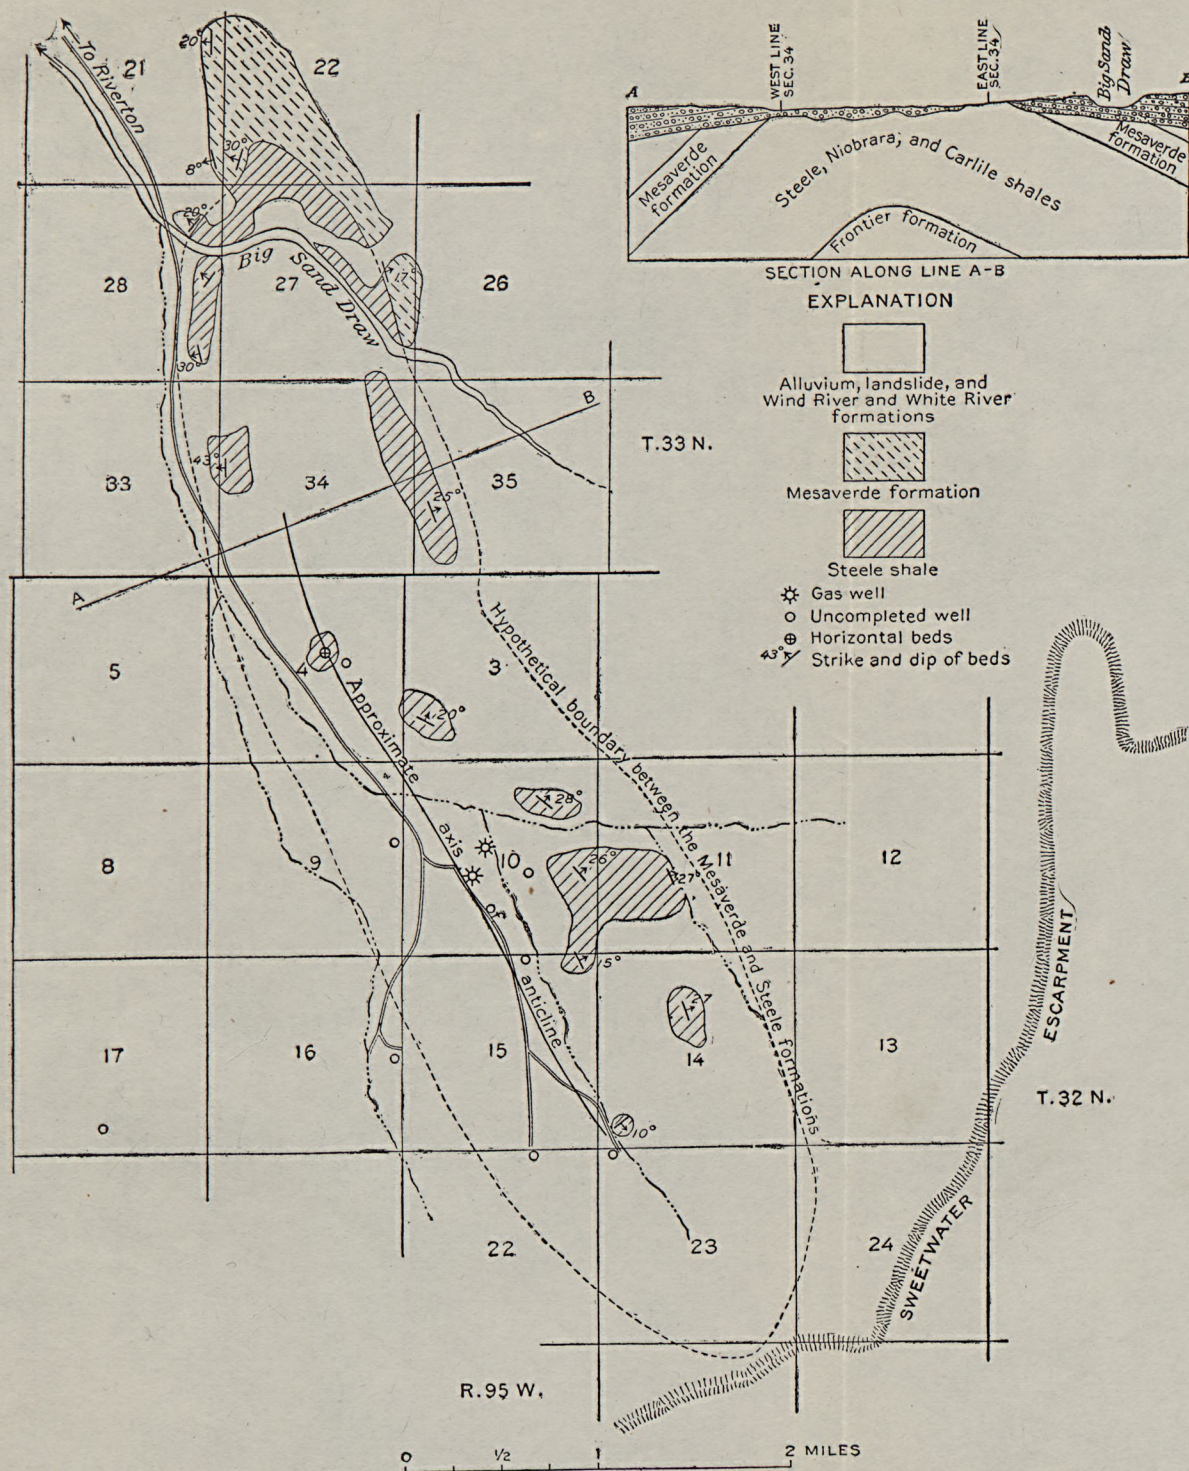 To Riverton
21
22
20°
30°
8°
20°
Big Sand Draw
28
27
26
17°
30°
B
43°
33
34
35
25°
T.33 N.
A
5
4
3
20°
Hypothetical boundary between the Mesaverde and Steele formations
Approximate axis of anticline
28°
8
9
10
11
12
26°
27°
15°
17
16
15
14
13
10°
T.32 N.
22
23
24
SWEETWATER ESCARPMENT
R.95 W.
0 1/2 1 2 MILES
A
WEST LINE
SEC.34
EAST LINE
SEC.34
Big Sand
Draw
Mesaverde
formation
Steele, Niobrara, and Carlile shales
Mesaverde
formation
Frontier formation
SECTION ALONG LINE A-B
EXPLANATION
Alluvium, landslide, and
Wind River and White River
formations
Mesaverde formation
Steele shale
Gas well
Uncompleted well
Horizontal beds
43° Strike and dip of beds